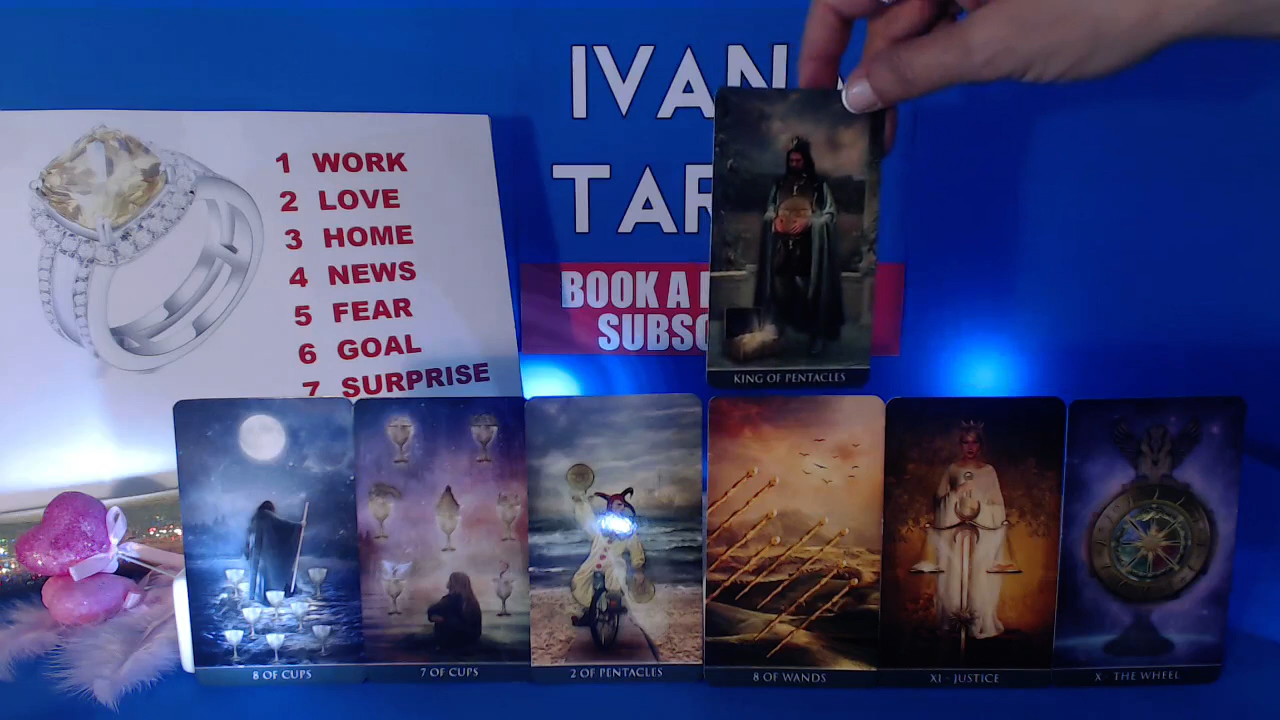 IVANA
TAR
BOOK A
SUBSC
1 WORK
2 LOVE
3 HOME
4 NEWS
5 FEAR
6 GOAL
7 SURPRISE
KING OF PENTACLES
8 OF CUPS
7 OF CUPS
2 OF PENTACLES
8 OF WANDS
XI · JUSTICE
X · THE WHEEL